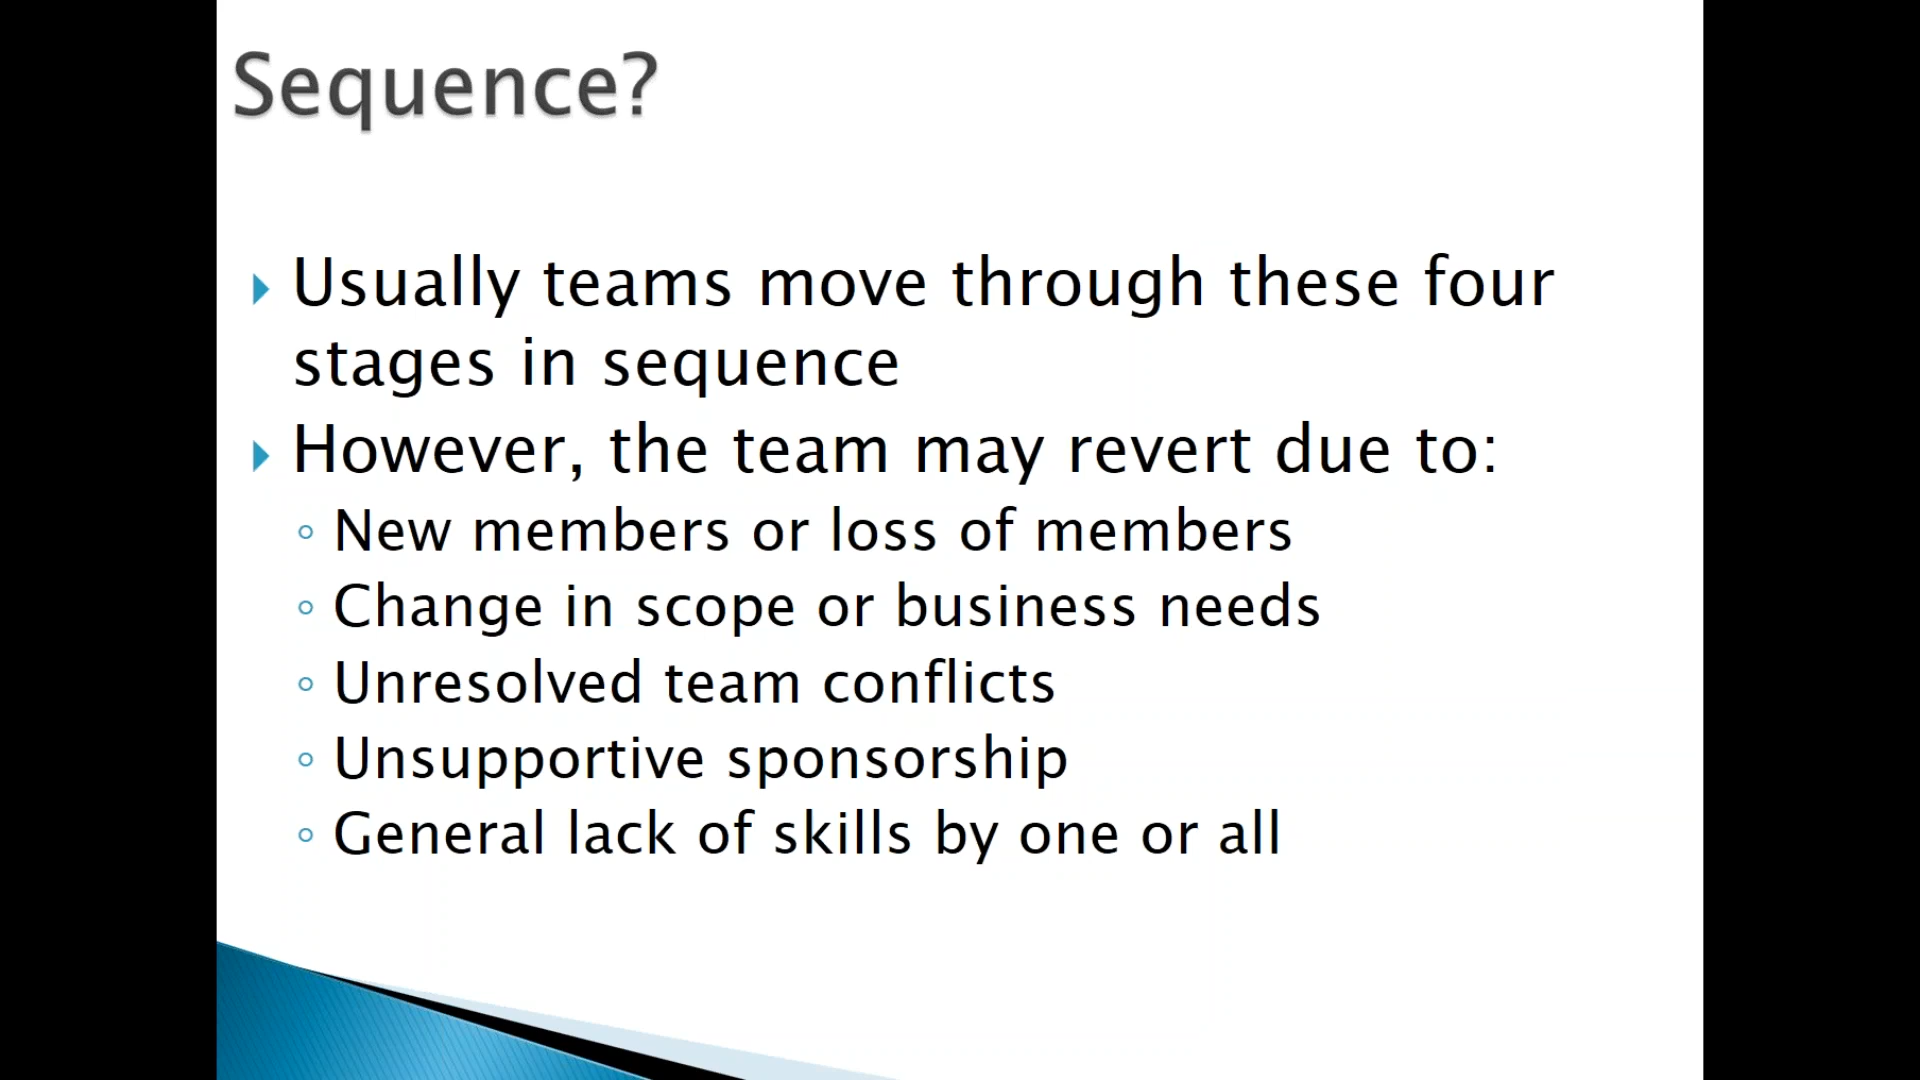 Sequence?
Usually teams move through these four
stages in sequence
However, the team may revert due to:
New members or loss of members
Change in scope or business needs
Unresolved team conflicts
Unsupportive sponsorship
General lack of skills by one or all